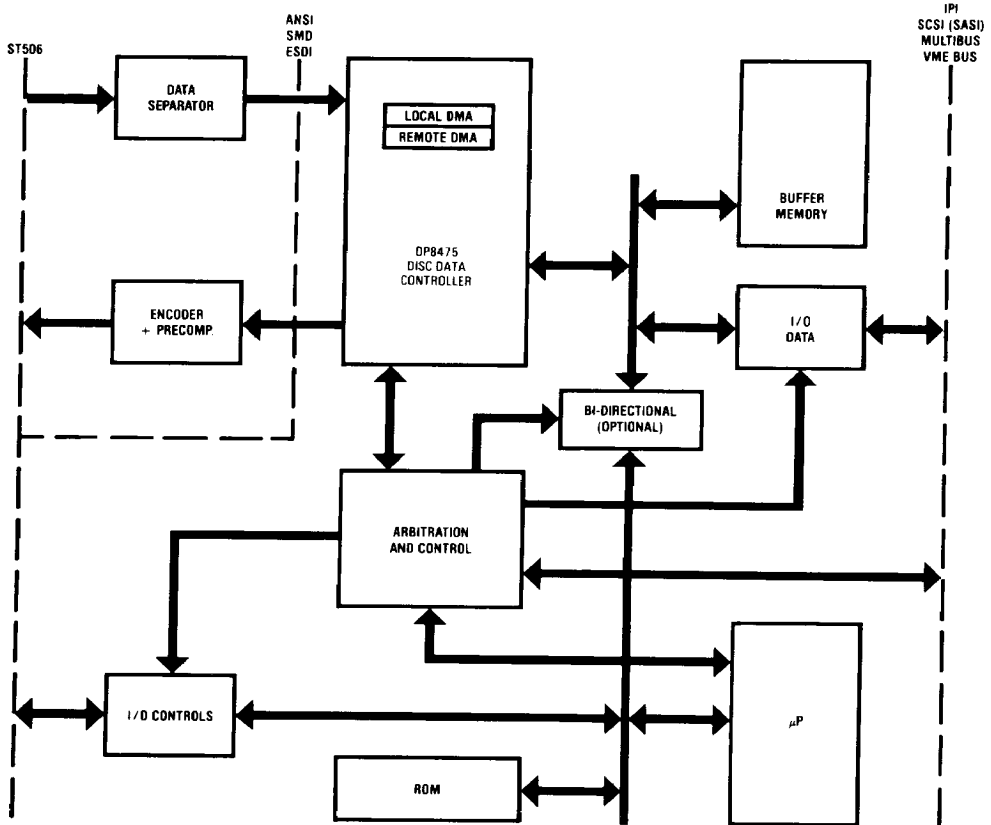 ST506
ANSI
SMD
ESDI
IPI
SCSI (SASI)
MULTIBUS
VME BUS
DATA
SEPARATOR
LOCAL DMA
REMOTE DMA
DP8475
DISC DATA
CONTROLLER
BUFFER
MEMORY
ENCODER
+ PRECOMP.
I/O
DATA
BI-DIRECTIONAL
(OPTIONAL)
ARBITRATION
AND CONTROL
I/O CONTROLS
μP
ROM